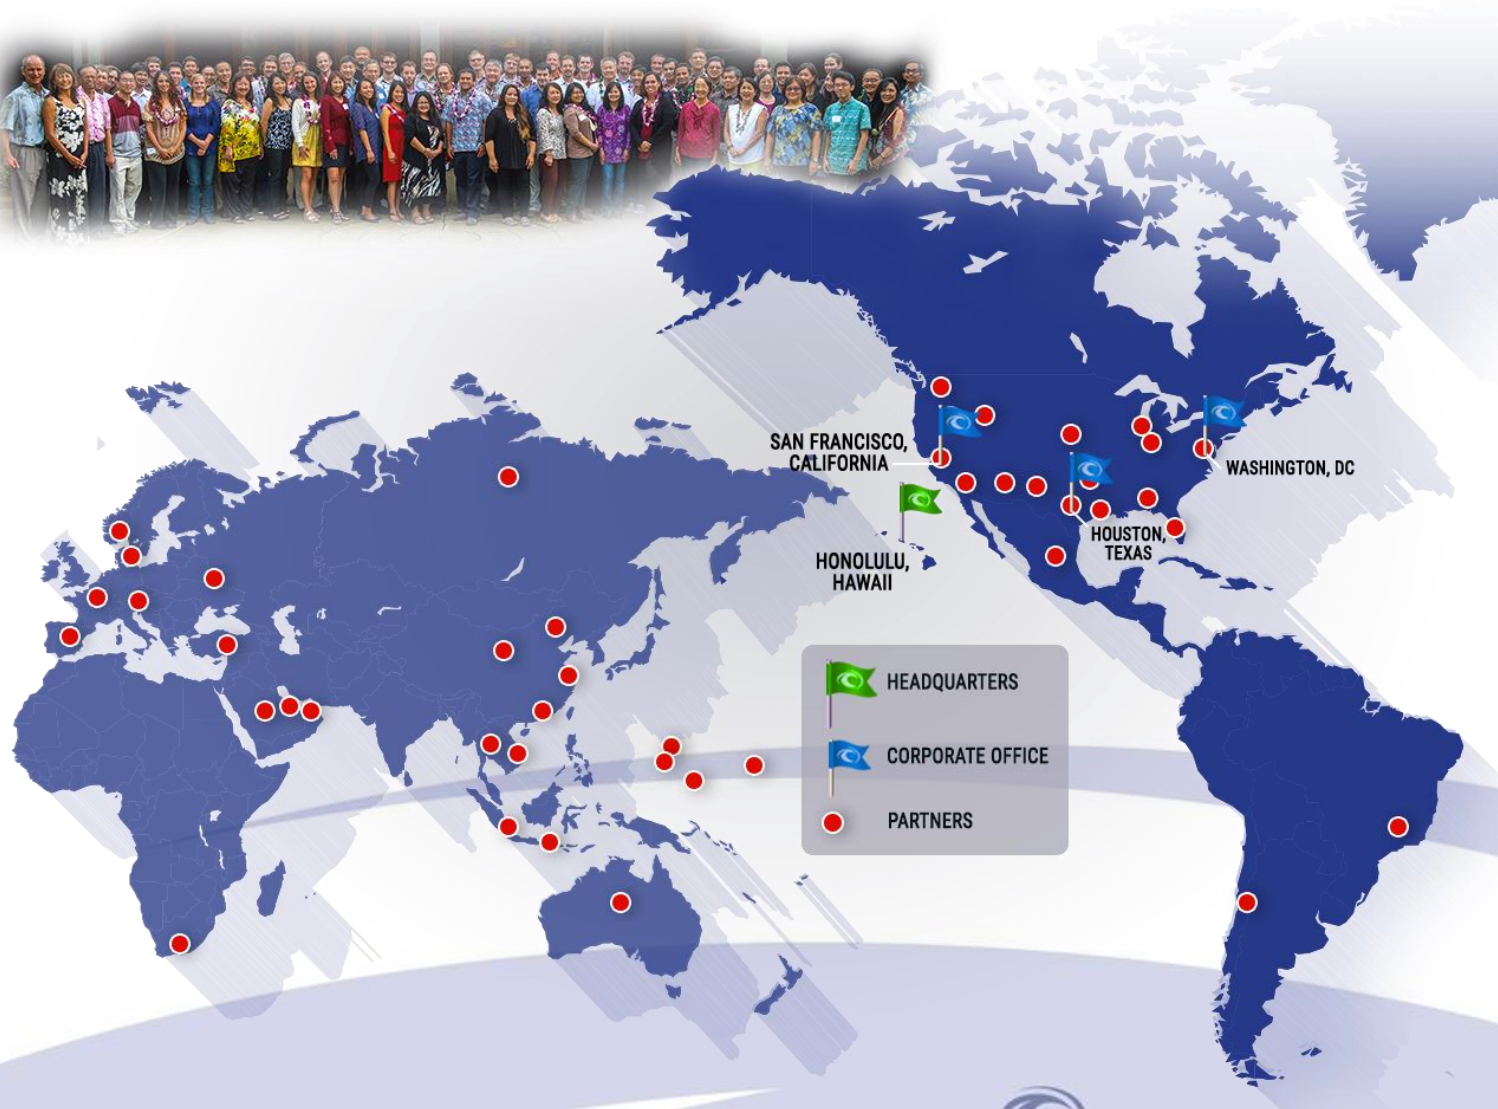 SAN FRANCISCO,
CALIFORNIA
WASHINGTON, DC
HOUSTON,
TEXAS
HONOLULU,
HAWAII
HEADQUARTERS
CORPORATE OFFICE
PARTNERS